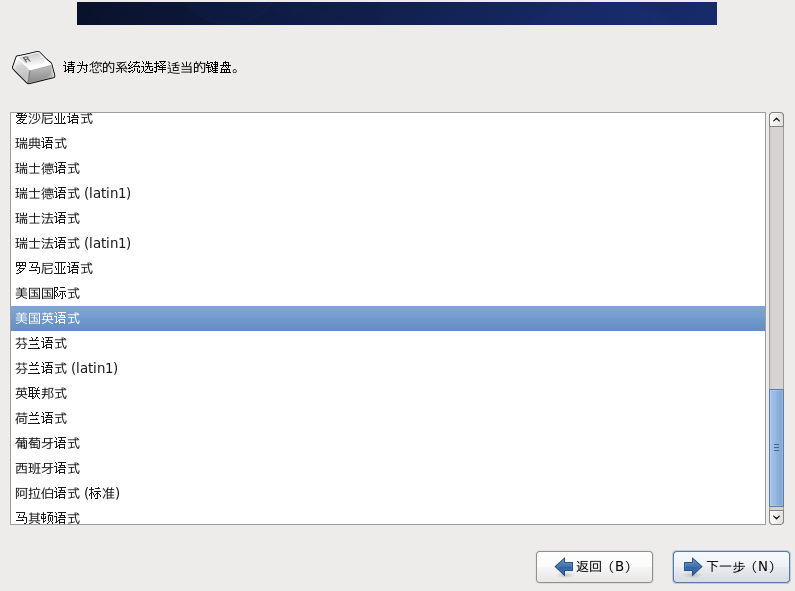 请为您的系统选择适当的键盘。
爱沙尼亚语式
瑞典语式
瑞士德语式
瑞士德语式 (latin1)
瑞士法语式
瑞士法语式 (latin1)
罗马尼亚语式
美国国际式
美国英语式
芬兰语式
芬兰语式 (latin1)
英联邦式
荷兰语式
葡萄牙语式
西班牙语式
阿拉伯语式 (标准)
马其顿语式
返回（B） 下一步（N）